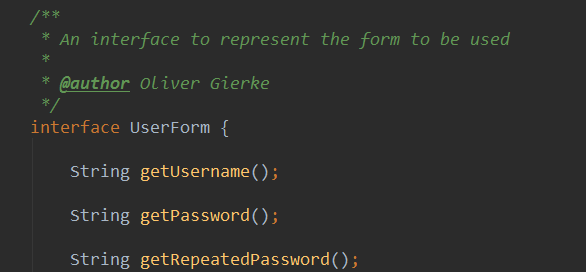 /**
* An interface to represent the form to be used
*
* @author Oliver Gierke
*/
interface UserForm {
String getUsername();
String getPassword();
String getRepeatedPassword();